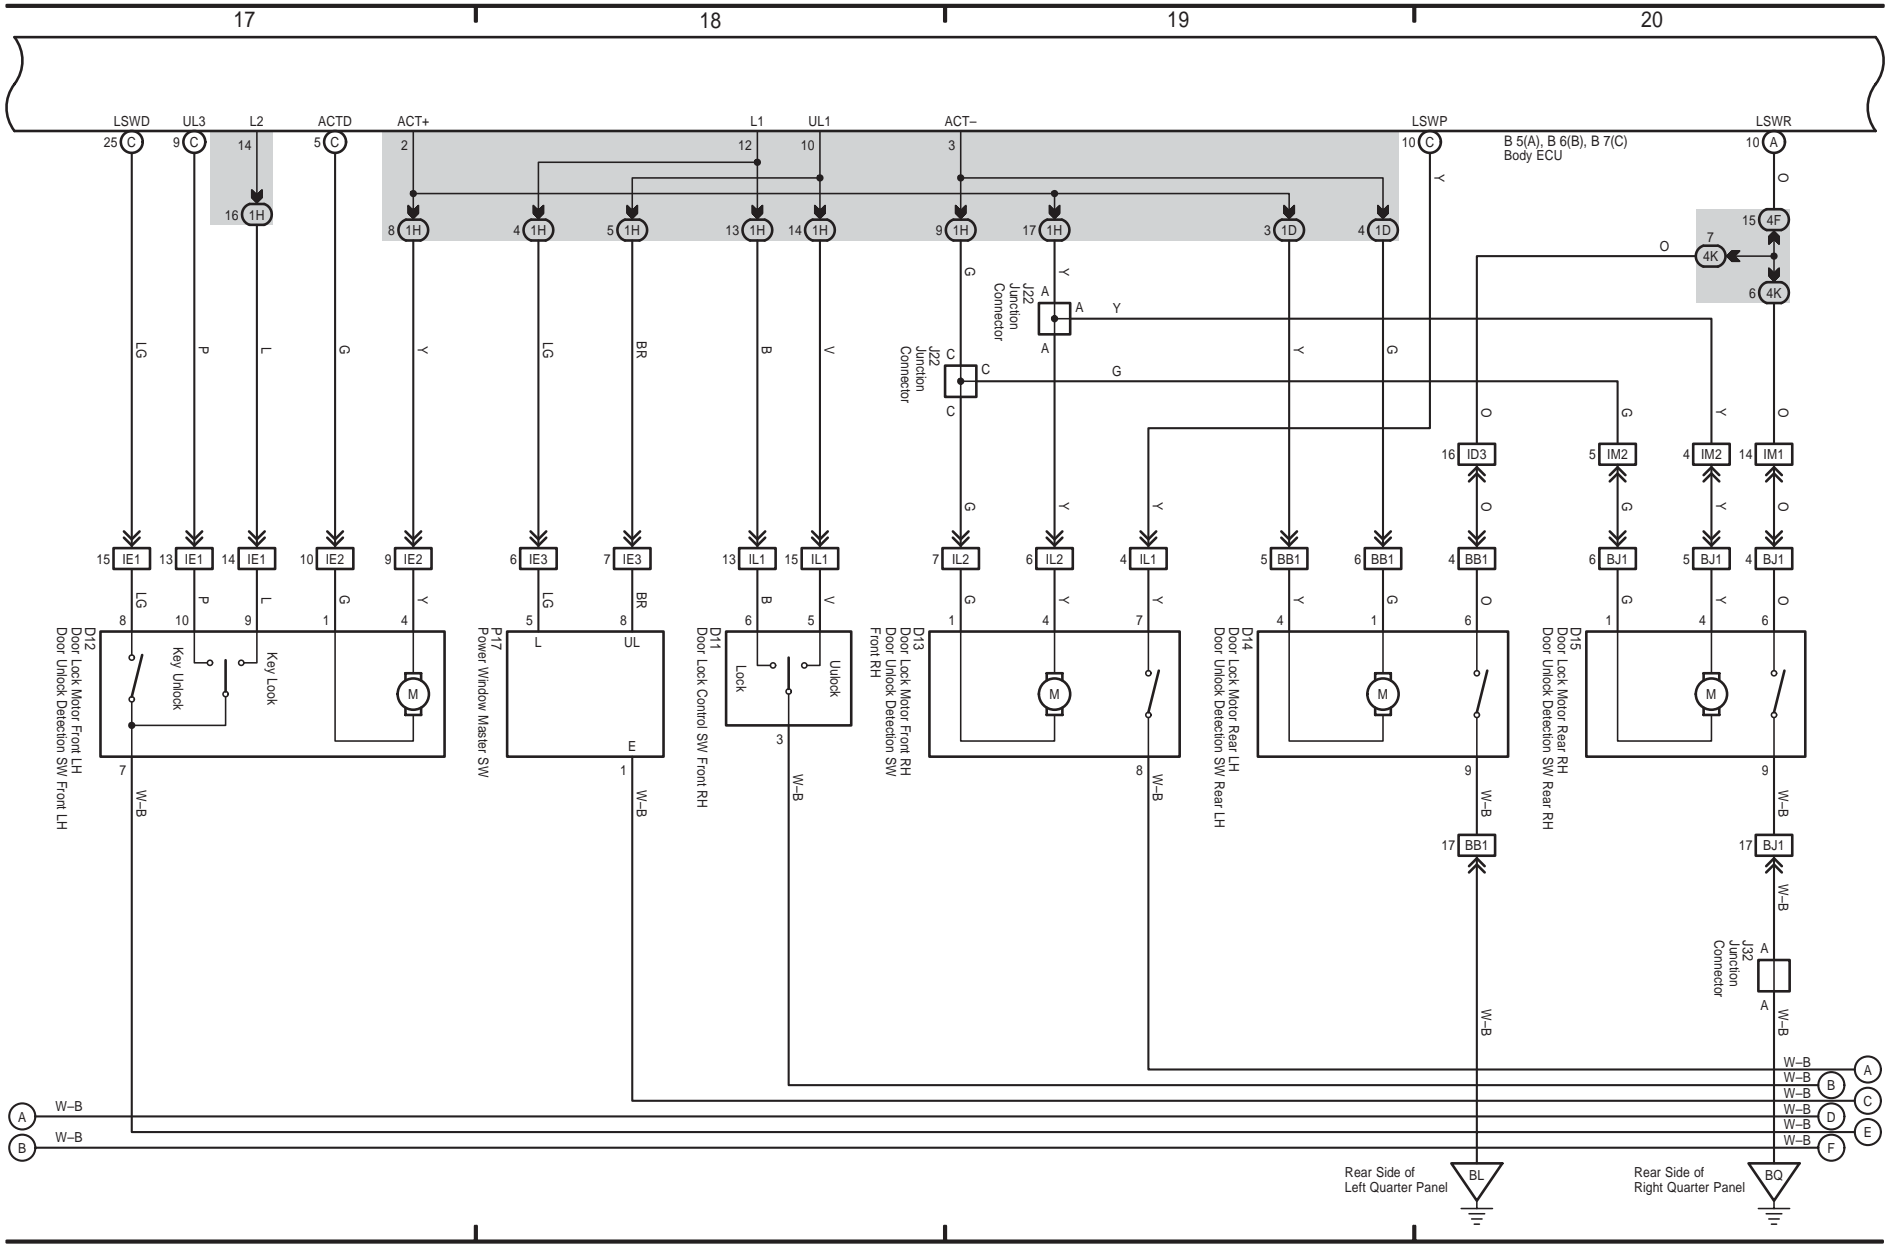 17 18 19 20
LSWD UL3 L2 ACTD ACT+ L1 UL1 ACT– LSWP LSWR
25 C 9 C 14 5 C 2 12 10 3 10 C 10 A
B 5(A), B 6(B), B 7(C)
Body ECU
Y O
16 1H 15 4F
8 1H 4 1H 5 1H 13 1H 14 1H 9 1H 17 1H 3 1D 4 1D
O 7 4K
6 4K
G Y
J22
Junction
Connector
A A Y A
J22
Junction
Connector
C C G C
LG P L G Y LG BR B V Y G
O G Y O
16 ID3 5 IM2 4 IM2 14 IM1
G Y Y O G Y O
15 IE1 13 IE1 14 IE1 10 IE2 9 IE2 6 IE3 7 IE3 13 IL1 15 IL1 7 IL2 6 IL2 4 IL1 5 BB1 6 BB1 4 BB1 6 BJ1 5 BJ1 4 BJ1
LG P L G Y LG BR B V G Y Y Y G O G Y O
8 10 9 1 4 5 8 6 5 1 4 7 4 1 6 1 4 6
D12
Door Lock Motor Front LH
Door Unlock Detection SW Front LH
Key Unlock
Key Look
M
P17
Power Window Master SW
L UL
E
D11
Door Lock Control SW Front RH
Lock
Uulock
D13
Door Lock Motor Front RH
Door Unlock Detection SW
Front RH
M
D14
Door Lock Motor Rear LH
Door Unlock Detection SW Rear LH
M
D15
Door Lock Motor Rear RH
Door Unlock Detection SW Rear RH
M
7 1 3 8 9 9
W–B W–B W–B W–B W–B W–B
17 BB1 17 BJ1
W–B
J32
Junction
Connector
A
A
W–B W–B
W–B A
W–B B
W–B C
A W–B W–B D
W–B E
B W–B W–B F
Rear Side of
Left Quarter Panel
BL
Rear Side of
Right Quarter Panel
BQ